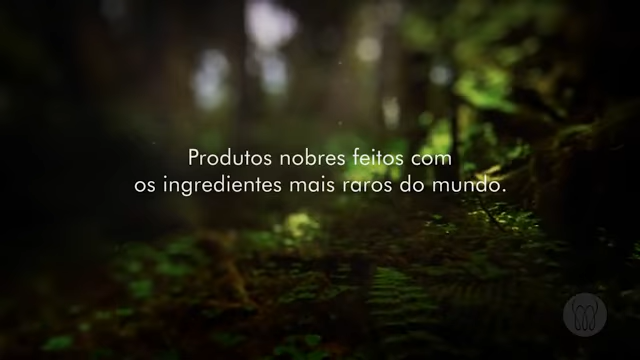 Produtos nobres feitos com
os ingredientes mais raros do mundo.